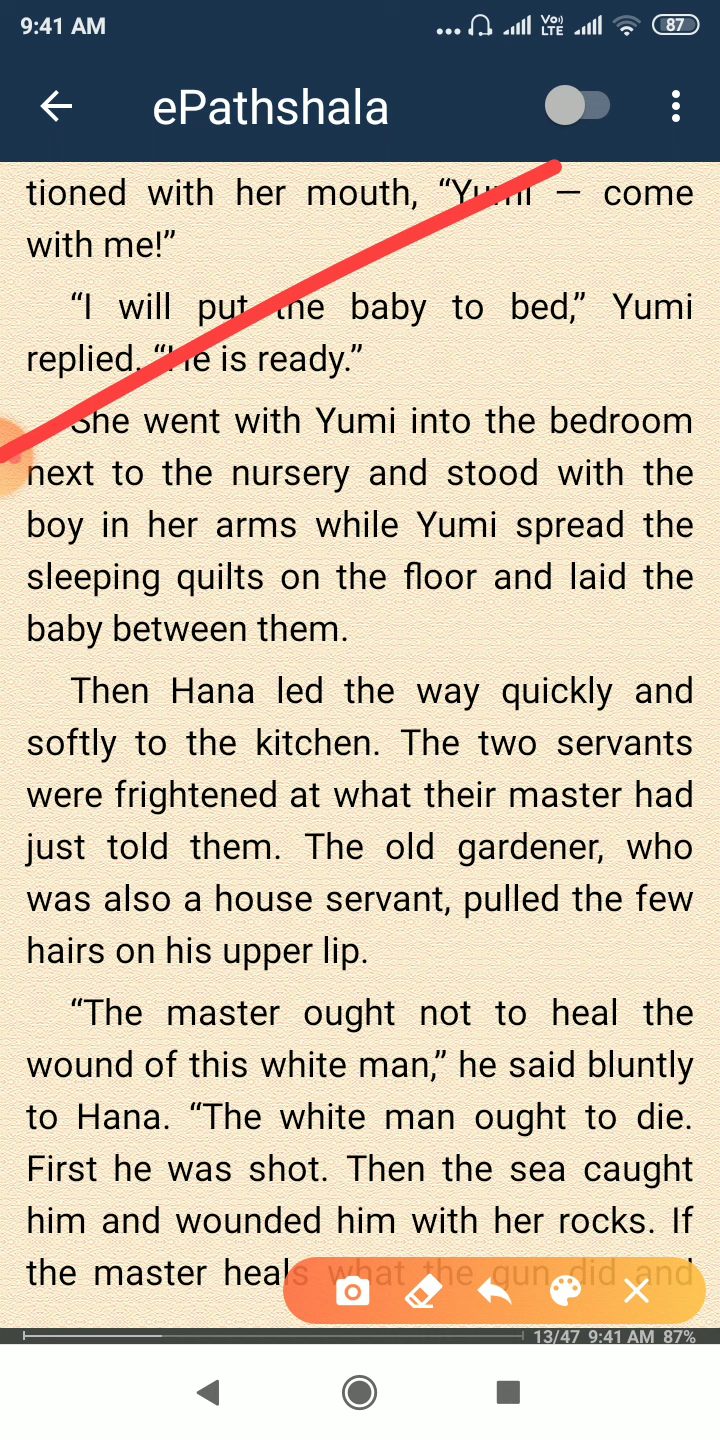 9:41 AM
Vo)) LTE
87
ePathshala
tioned with her mouth, “Yumi — come
with me!”
“I will put the baby to bed,” Yumi
replied. “He is ready.”
She went with Yumi into the bedroom
next to the nursery and stood with the
boy in her arms while Yumi spread the
sleeping quilts on the floor and laid the
baby between them.
Then Hana led the way quickly and
softly to the kitchen. The two servants
were frightened at what their master had
just told them. The old gardener, who
was also a house servant, pulled the few
hairs on his upper lip.
“The master ought not to heal the
wound of this white man,” he said bluntly
to Hana. “The white man ought to die.
First he was shot. Then the sea caught
him and wounded him with her rocks. If
the master heals what the gun did and
13/47 9:41 AM 87%